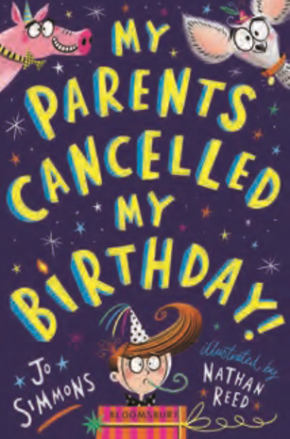 MY
PARENTS
CANCELLED
MY
BIRTHDAY!
Jo
SIMMONS
illustrated by
NATHAN
REED
BLOOMSBURY